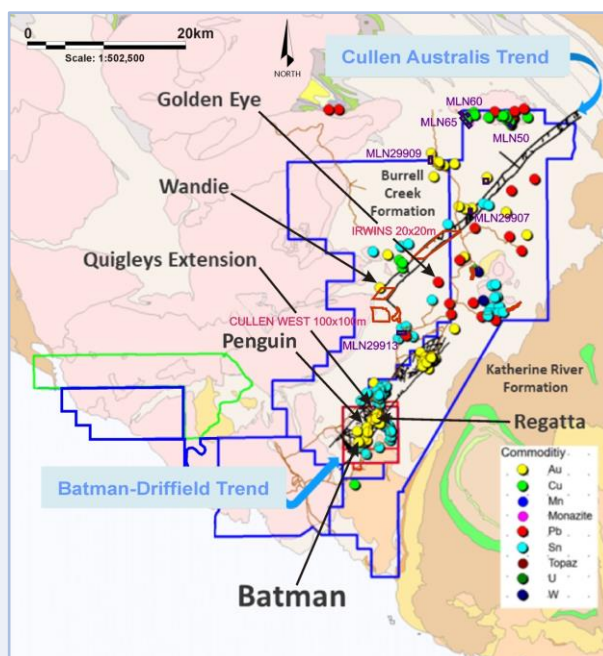 0 20km
Scale: 1:502,500
NORTH
Cullen Australis Trend
Golden Eye
MLN60
MLN65
MLN50
MLN29909
Wandie
Burrell
Creek
Formation
MLN29907
IRWINS 20x20m
Quigleys Extension
CULLEN WEST 100x100m
Penguin
MLN29913
Katherine River
Formation
Regatta
Batman-Driffield Trend
Batman
Commoditiy
Au
Cu
Mn
Monazite
Pb
Sn
Topaz
U
W